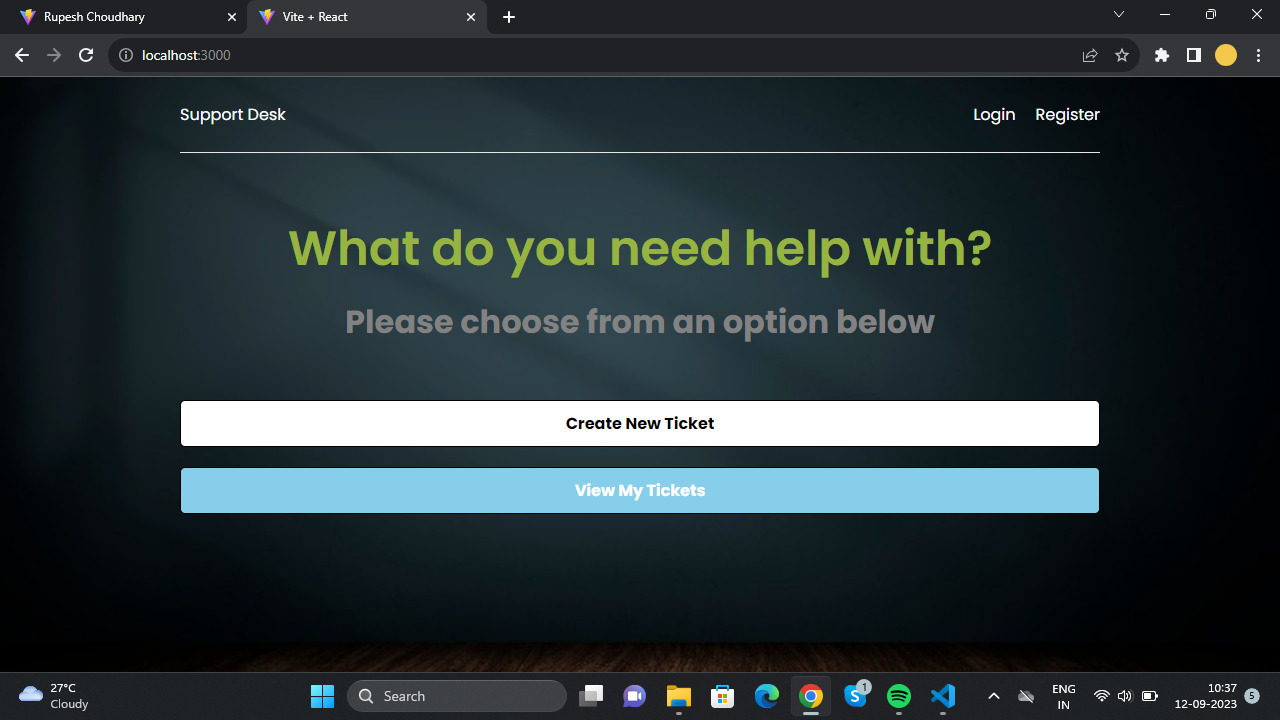 Rupesh Choudhary
Vite + React
localhost:3000
Support Desk
Login Register
What do you need help with?
Please choose from an option below
Create New Ticket
View My Tickets
27°C
Cloudy
Search
S 1
ENG
IN
10:37
12-09-2023
5